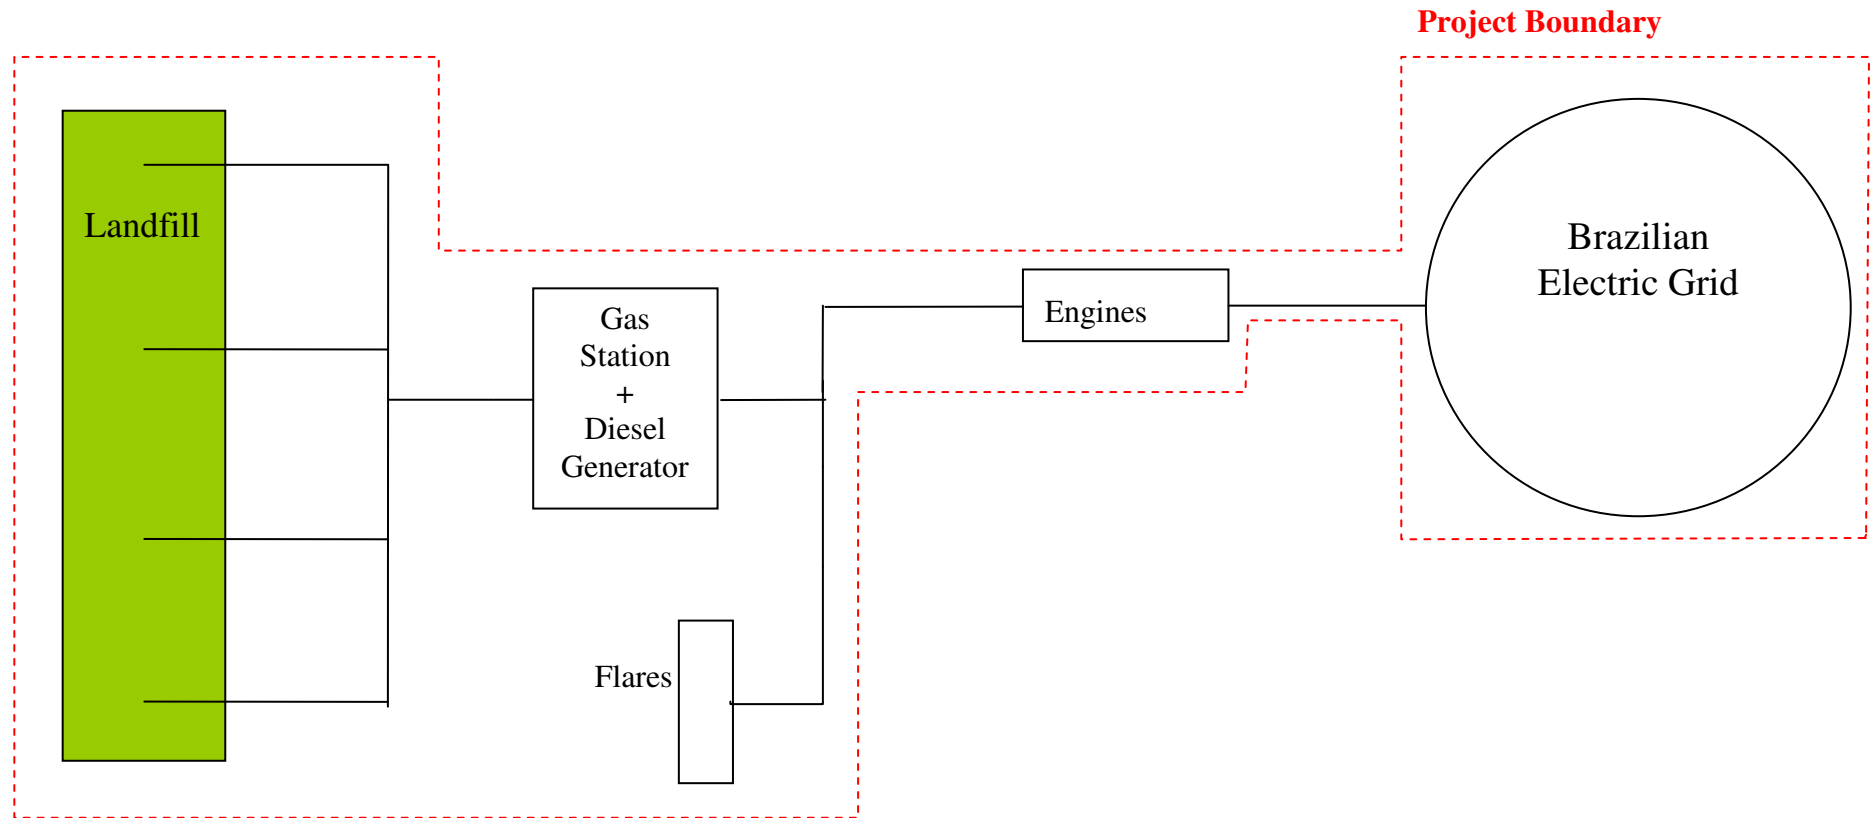 Project Boundary
Landfill
Gas
Station
+
Diesel
Generator
Flares
Engines
Brazilian
Electric Grid